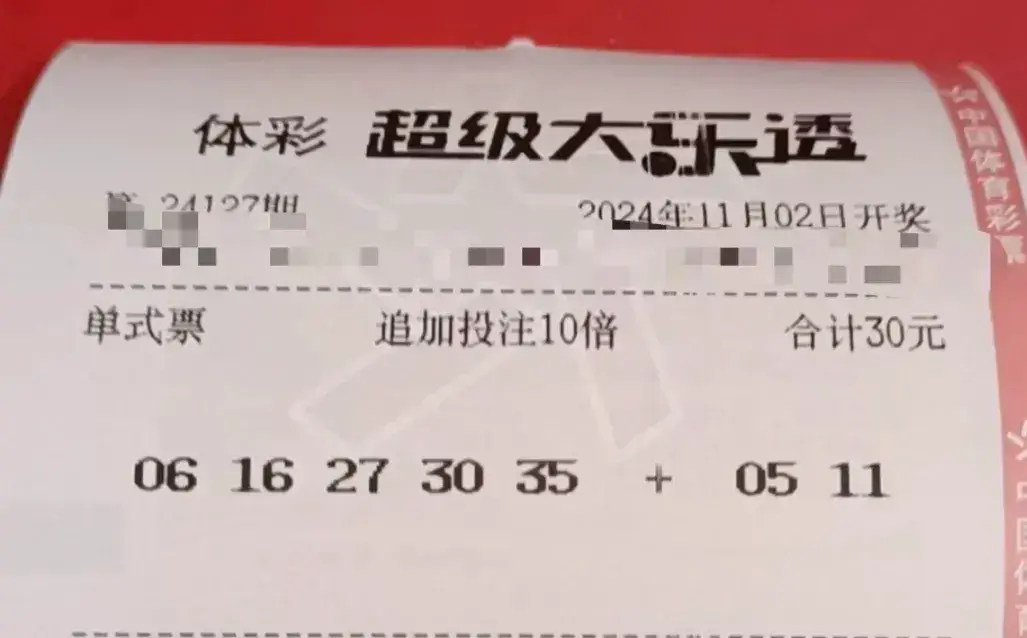 体彩 超级大乐透
第 24127期 2024年11月02日开奖
单式票 追加投注10倍 合计30元
06 16 27 30 35 + 05 11
中国体育彩票
中国体